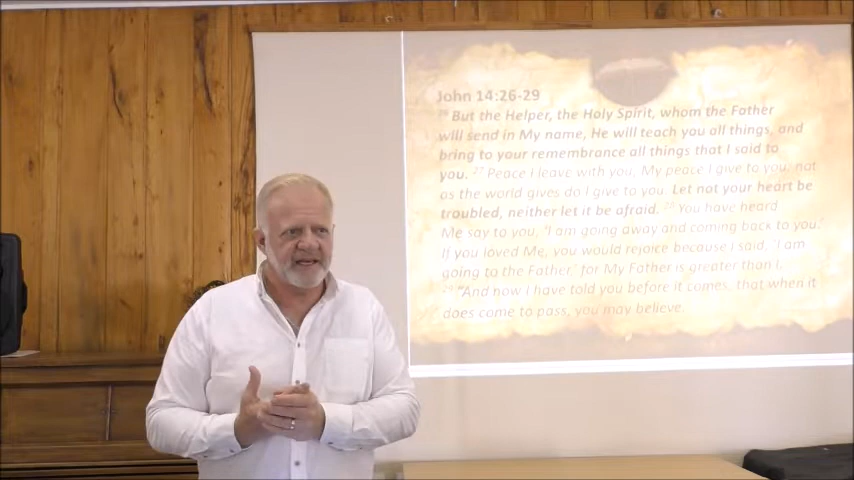 John 14:26-29
26 But the Helper, the Holy Spirit, whom the Father
will send in My name, He will teach you all things, and
bring to your remembrance all things that I said to
you. 27 Peace I leave with you, My peace I give to you; not
as the world gives do I give to you. Let not your heart be
troubled, neither let it be afraid. 28 You have heard
Me say to you, 'I am going away and coming back to you.'
If you loved Me, you would rejoice because I said, 'I am
going to the Father,' for My Father is greater than I.
29 "And now I have told you before it comes, that when it
does come to pass, you may believe.